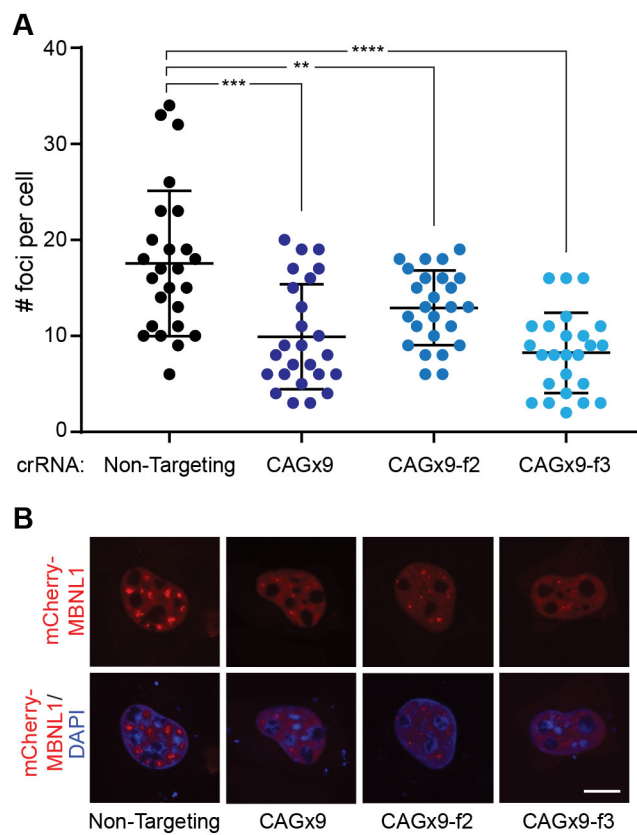 A
40
30
20
10
0
# foci per cell
****
**
***
crRNA: Non-Targeting CAGx9 CAGx9-f2 CAGx9-f3
B
mCherry-
MBNL1
mCherry-
MBNL1/
DAPI
Non-Targeting CAGx9 CAGx9-f2 CAGx9-f3